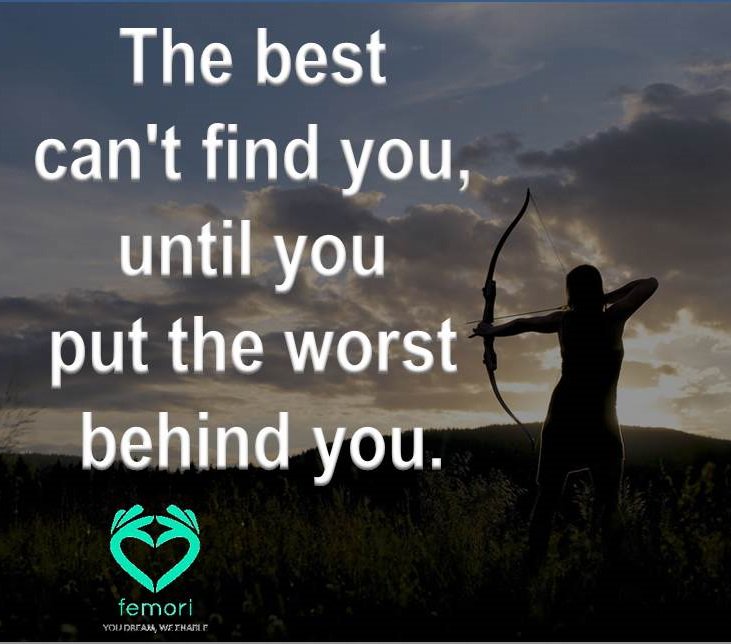 The best
can't find you,
until you
put the worst
behind you.
femori
YOU DREAM, WE ENABLE